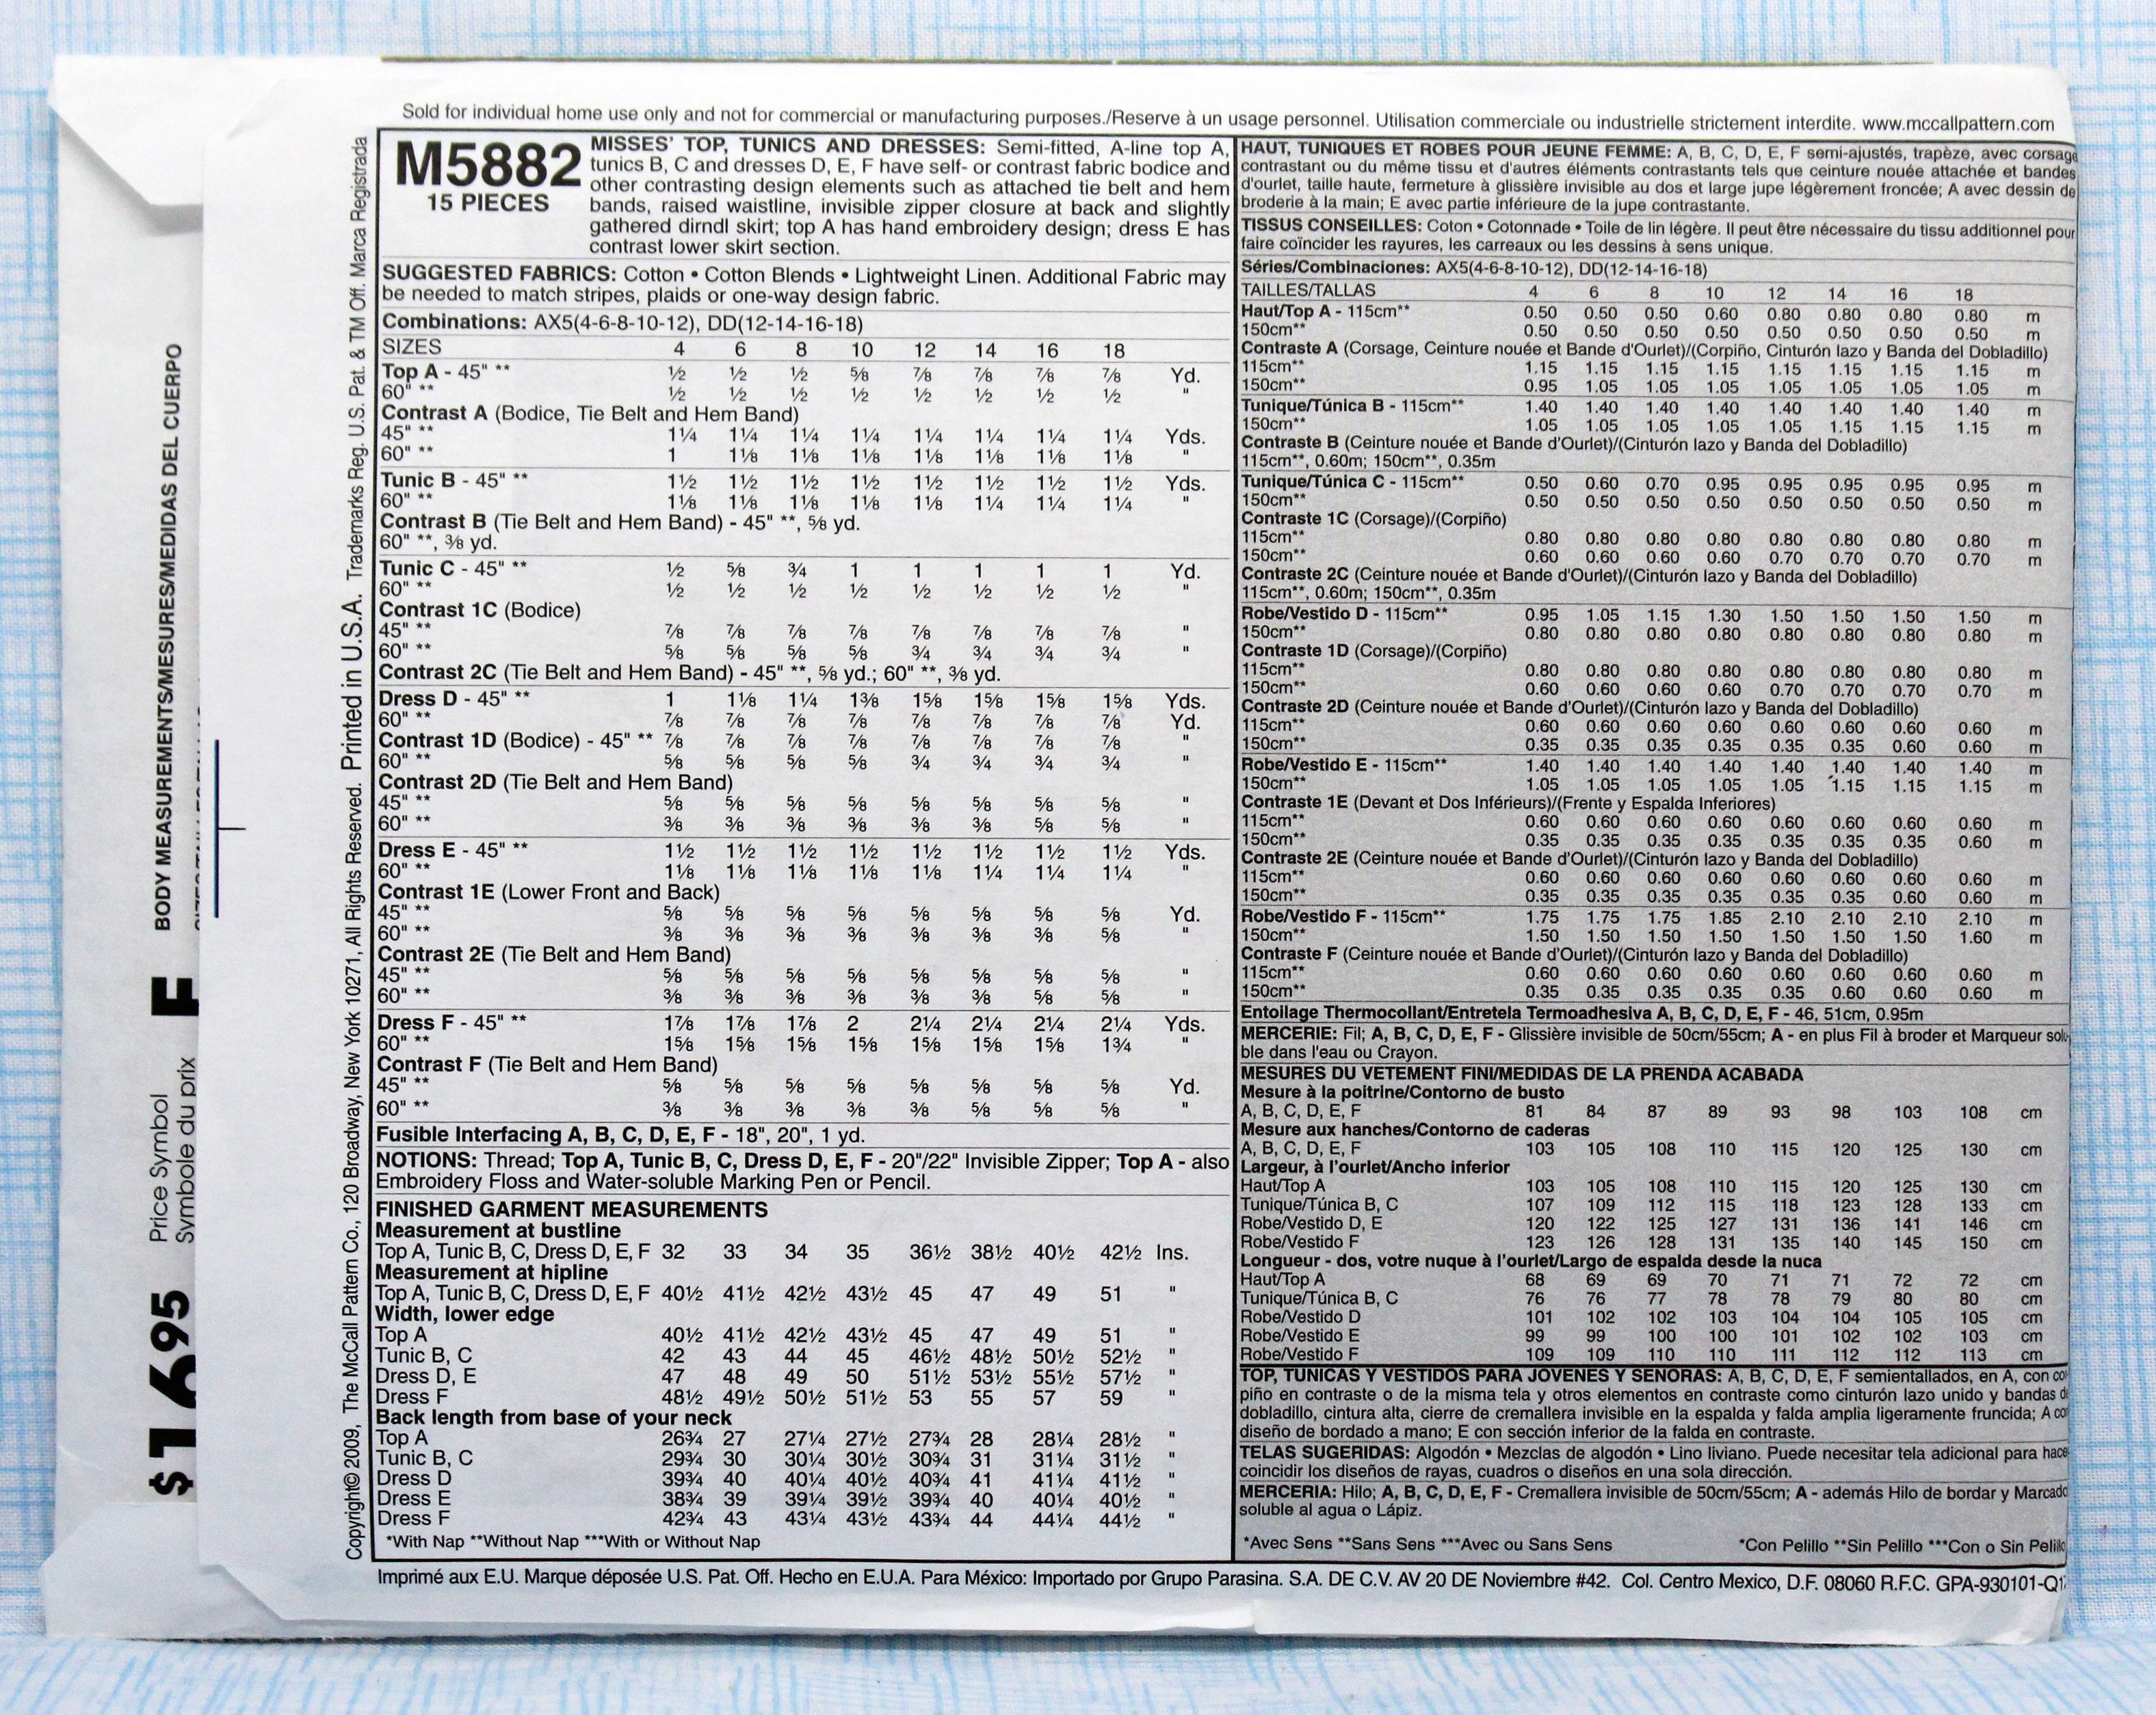 Sold for individual home use only and not for commercial or manufacturing purposes./Reserve à un usage personnel. Utilisation commerciale ou industrielle strictement interdite. www.mccallpattern.com
M5882
15 PIECES
MISSES' TOP, TUNICS AND DRESSES: Semi-fitted, A-line top A,
tunics B, C and dresses D, E, F have self- or contrast fabric bodice and
other contrasting design elements such as attached tie belt and hem
bands, raised waistline, invisible zipper closure at back and slightly
gathered dirndl skirt; top A has hand embroidery design; dress E has
contrast lower skirt section.
SUGGESTED FABRICS: Cotton • Cotton Blends • Lightweight Linen. Additional Fabric may
be needed to match stripes, plaids or one-way design fabric.
Combinations: AX5(4-6-8-10-12), DD(12-14-16-18)
SIZES 4 6 8 10 12 14 16 18
Top A - 45" ** ½ ½ ½ ⅝ ⅞ ⅞ ⅞ ⅞ Yd.
60" ** ½ ½ ½ ½ ½ ½ ½ ½ "
Contrast A (Bodice, Tie Belt and Hem Band)
45" ** 1¼ 1¼ 1¼ 1¼ 1¼ 1¼ 1¼ 1¼ Yds.
60" ** 1 1⅛ 1⅛ 1⅛ 1⅛ 1⅛ 1⅛ 1⅛ "
Tunic B - 45" ** 1½ 1½ 1½ 1½ 1½ 1½ 1½ 1½ Yds.
60" ** 1⅛ 1⅛ 1⅛ 1⅛ 1⅛ 1¼ 1¼ 1¼ "
Contrast B (Tie Belt and Hem Band) - 45" **, ⅝ yd.
60" **, ⅜ yd.
Tunic C - 45" ** ½ ⅝ ¾ 1 1 1 1 1 Yd.
60" ** ½ ½ ½ ½ ½ ½ ½ ½ "
Contrast 1C (Bodice)
45" ** ⅞ ⅞ ⅞ ⅞ ⅞ ⅞ ⅞ ⅞ "
60" ** ⅝ ⅝ ⅝ ⅝ ¾ ¾ ¾ ¾ "
Contrast 2C (Tie Belt and Hem Band) - 45" **, ⅝ yd.; 60" **, ⅜ yd.
Dress D - 45" ** 1 1⅛ 1¼ 1⅜ 1⅝ 1⅝ 1⅝ 1⅝ Yds.
60" ** ⅞ ⅞ ⅞ ⅞ ⅞ ⅞ ⅞ ⅞ Yd.
Contrast 1D (Bodice) - 45" ** ⅞ ⅞ ⅞ ⅞ ⅞ ⅞ ⅞ ⅞ "
60" ** ⅝ ⅝ ⅝ ⅝ ¾ ¾ ¾ ¾ "
Contrast 2D (Tie Belt and Hem Band)
45" ** ⅝ ⅝ ⅝ ⅝ ⅝ ⅝ ⅝ ⅝ "
60" ** ⅜ ⅜ ⅜ ⅜ ⅜ ⅜ ⅝ ⅝ "
Dress E - 45" ** 1½ 1½ 1½ 1½ 1½ 1½ 1½ 1½ Yds.
60" ** 1⅛ 1⅛ 1⅛ 1⅛ 1⅛ 1¼ 1¼ 1¼ "
Contrast 1E (Lower Front and Back)
45" ** ⅝ ⅝ ⅝ ⅝ ⅝ ⅝ ⅝ ⅝ Yd.
60" ** ⅜ ⅜ ⅜ ⅜ ⅜ ⅜ ⅜ ⅝ "
Contrast 2E (Tie Belt and Hem Band)
45" ** ⅝ ⅝ ⅝ ⅝ ⅝ ⅝ ⅝ ⅝ "
60" ** ⅜ ⅜ ⅜ ⅜ ⅜ ⅜ ⅝ ⅝ "
Dress F - 45" ** 1⅞ 1⅞ 1⅞ 2 2¼ 2¼ 2¼ 2¼ Yds.
60" ** 1⅝ 1⅝ 1⅝ 1⅝ 1⅝ 1⅝ 1⅝ 1¾ "
Contrast F (Tie Belt and Hem Band)
45" ** ⅝ ⅝ ⅝ ⅝ ⅝ ⅝ ⅝ ⅝ Yd.
60" ** ⅜ ⅜ ⅜ ⅜ ⅜ ⅝ ⅝ ⅝ "
Fusible Interfacing A, B, C, D, E, F - 18", 20", 1 yd.
NOTIONS: Thread; Top A, Tunic B, C, Dress D, E, F - 20"/22" Invisible Zipper; Top A - also
Embroidery Floss and Water-soluble Marking Pen or Pencil.
FINISHED GARMENT MEASUREMENTS
Measurement at bustline
Top A, Tunic B, C, Dress D, E, F 32 33 34 35 36½ 38½ 40½ 42½ Ins.
Measurement at hipline
Top A, Tunic B, C, Dress D, E, F 40½ 41½ 42½ 43½ 45 47 49 51 "
Width, lower edge
Top A 40½ 41½ 42½ 43½ 45 47 49 51 "
Tunic B, C 42 43 44 45 46½ 48½ 50½ 52½ "
Dress D, E 47 48 49 50 51½ 53½ 55½ 57½ "
Dress F 48½ 49½ 50½ 51½ 53 55 57 59 "
Back length from base of your neck
Top A 26¾ 27 27¼ 27½ 27¾ 28 28¼ 28½ "
Tunic B, C 29¾ 30 30¼ 30½ 30¾ 31 31¼ 31½ "
Dress D 39¾ 40 40¼ 40½ 40¾ 41 41¼ 41½ "
Dress E 38¾ 39 39¼ 39½ 39¾ 40 40¼ 40½ "
Dress F 42¾ 43 43¼ 43½ 43¾ 44 44¼ 44½ "
*With Nap **Without Nap ***With or Without Nap
HAUT, TUNIQUES ET ROBES POUR JEUNE FEMME: A, B, C, D, E, F semi-ajustés, trapèze, avec corsage
contrastant ou du même tissu et d'autres éléments contrastants tels que ceinture nouée attachée et bandes
d'ourlet, taille haute, fermeture à glissière invisible au dos et large jupe légèrement froncée; A avec dessin de
broderie à la main; E avec partie inférieure de la jupe contrastante.
TISSUS CONSEILLES: Coton • Cotonnade • Toile de lin légère. Il peut être nécessaire du tissu additionnel pour
faire coïncider les rayures, les carreaux ou les dessins à sens unique.
Séries/Combinaciones: AX5(4-6-8-10-12), DD(12-14-16-18)
TAILLES/TALLAS 4 6 8 10 12 14 16 18
Haut/Top A - 115cm** 0.50 0.50 0.50 0.60 0.80 0.80 0.80 0.80 m
150cm** 0.50 0.50 0.50 0.50 0.50 0.50 0.50 0.50 m
Contraste A (Corsage, Ceinture nouée et Bande d'Ourlet)/(Corpiño, Cinturón lazo y Banda del Dobladillo)
115cm** 1.15 1.15 1.15 1.15 1.15 1.15 1.15 1.15 m
150cm** 0.95 1.05 1.05 1.05 1.05 1.05 1.05 1.05 m
Tunique/Túnica B - 115cm** 1.40 1.40 1.40 1.40 1.40 1.40 1.40 1.40 m
150cm** 1.05 1.05 1.05 1.05 1.05 1.15 1.15 1.15 m
Contraste B (Ceinture nouée et Bande d'Ourlet)/(Cinturón lazo y Banda del Dobladillo)
115cm**, 0.60m; 150cm**, 0.35m
Tunique/Túnica C - 115cm** 0.50 0.60 0.70 0.95 0.95 0.95 0.95 0.95 m
150cm** 0.50 0.50 0.50 0.50 0.50 0.50 0.50 0.50 m
Contraste 1C (Corsage)/(Corpiño)
115cm** 0.80 0.80 0.80 0.80 0.80 0.80 0.80 0.80 m
150cm** 0.60 0.60 0.60 0.60 0.70 0.70 0.70 0.70 m
Contraste 2C (Ceinture nouée et Bande d'Ourlet)/(Cinturón lazo y Banda del Dobladillo)
115cm**, 0.60m; 150cm**, 0.35m
Robe/Vestido D - 115cm** 0.95 1.05 1.15 1.30 1.50 1.50 1.50 1.50 m
150cm** 0.80 0.80 0.80 0.80 0.80 0.80 0.80 0.80 m
Contraste 1D (Corsage)/(Corpiño)
115cm** 0.80 0.80 0.80 0.80 0.80 0.80 0.80 0.80 m
150cm** 0.60 0.60 0.60 0.60 0.70 0.70 0.70 0.70 m
Contraste 2D (Ceinture nouée et Bande d'Ourlet)/(Cinturón lazo y Banda del Dobladillo)
115cm** 0.60 0.60 0.60 0.60 0.60 0.60 0.60 0.60 m
150cm** 0.35 0.35 0.35 0.35 0.35 0.35 0.60 0.60 m
Robe/Vestido E - 115cm** 1.40 1.40 1.40 1.40 1.40 1.40 1.40 1.40 m
150cm** 1.05 1.05 1.05 1.05 1.05 1.15 1.15 1.15 m
Contraste 1E (Devant et Dos Inférieurs)/(Frente y Espalda Inferiores)
115cm** 0.60 0.60 0.60 0.60 0.60 0.60 0.60 0.60 m
150cm** 0.35 0.35 0.35 0.35 0.35 0.35 0.35 0.60 m
Contraste 2E (Ceinture nouée et Bande d'Ourlet)/(Cinturón lazo y Banda del Dobladillo)
115cm** 0.60 0.60 0.60 0.60 0.60 0.60 0.60 0.60 m
150cm** 0.35 0.35 0.35 0.35 0.35 0.35 0.60 0.60 m
Robe/Vestido F - 115cm** 1.75 1.75 1.75 1.85 2.10 2.10 2.10 2.10 m
150cm** 1.50 1.50 1.50 1.50 1.50 1.50 1.50 1.60 m
Contraste F (Ceinture nouée et Bande d'Ourlet)/(Cinturón lazo y Banda del Dobladillo)
115cm** 0.60 0.60 0.60 0.60 0.60 0.60 0.60 0.60 m
150cm** 0.35 0.35 0.35 0.35 0.35 0.60 0.60 0.60 m
Entoilage Thermocollant/Entretela Termoadhesiva A, B, C, D, E, F - 46, 51cm, 0.95m
MERCERIE: Fil; A, B, C, D, E, F - Glissière invisible de 50cm/55cm; A - en plus Fil à broder et Marqueur solu-
ble dans l'eau ou Crayon.
MESURES DU VETEMENT FINI/MEDIDAS DE LA PRENDA ACABADA
Mesure à la poitrine/Contorno de busto
A, B, C, D, E, F 81 84 87 89 93 98 103 108 cm
Mesure aux hanches/Contorno de caderas
A, B, C, D, E, F 103 105 108 110 115 120 125 130 cm
Largeur, à l'ourlet/Ancho inferior
Haut/Top A 103 105 108 110 115 120 125 130 cm
Tunique/Túnica B, C 107 109 112 115 118 123 128 133 cm
Robe/Vestido D, E 120 122 125 127 131 136 141 146 cm
Robe/Vestido F 123 126 128 131 135 140 145 150 cm
Longueur - dos, votre nuque à l'ourlet/Largo de espalda desde la nuca
Haut/Top A 68 69 69 70 71 71 72 72 cm
Tunique/Túnica B, C 76 76 77 78 78 79 80 80 cm
Robe/Vestido D 101 102 102 103 104 104 105 105 cm
Robe/Vestido E 99 99 100 100 101 102 102 103 cm
Robe/Vestido F 109 109 110 110 111 112 112 113 cm
TOP, TUNICAS Y VESTIDOS PARA JOVENES Y SENORAS: A, B, C, D, E, F semientallados, en A, con cor
piño en contraste o de la misma tela y otros elementos en contraste como cinturón lazo unido y bandas d
dobladillo, cintura alta, cierre de cremallera invisible en la espalda y falda amplia ligeramente fruncida; A con
diseño de bordado a mano; E con sección inferior de la falda en contraste.
TELAS SUGERIDAS: Algodón • Mezclas de algodón • Lino liviano. Puede necesitar tela adicional para hace
coincidir los diseños de rayas, cuadros o diseños en una sola dirección.
MERCERIA: Hilo; A, B, C, D, E, F - Cremallera invisible de 50cm/55cm; A - además Hilo de bordar y Marcado
soluble al agua o Lápiz.
*Avec Sens **Sans Sens ***Avec ou Sans Sens *Con Pelillo **Sin Pelillo ***Con o Sin Pelillo
Imprimé aux E.U. Marque déposée U.S. Pat. Off. Hecho en E.U.A. Para México: Importado por Grupo Parasina. S.A. DE C.V. AV 20 DE Noviembre #42. Col. Centro Mexico, D.F. 08060 R.F.C. GPA-930101-Q1
Copyright© 2009, The McCall Pattern Co., 120 Broadway, New York 10271, All Rights Reserved. Printed in U.S.A. Trademarks Reg. U.S. Pat. & TM Off. Marca Registrada
BODY MEASUREMENTS/MESURES/MEDIDAS DEL CUERPO
Price Symbol F
Symbole du prix
$16.95